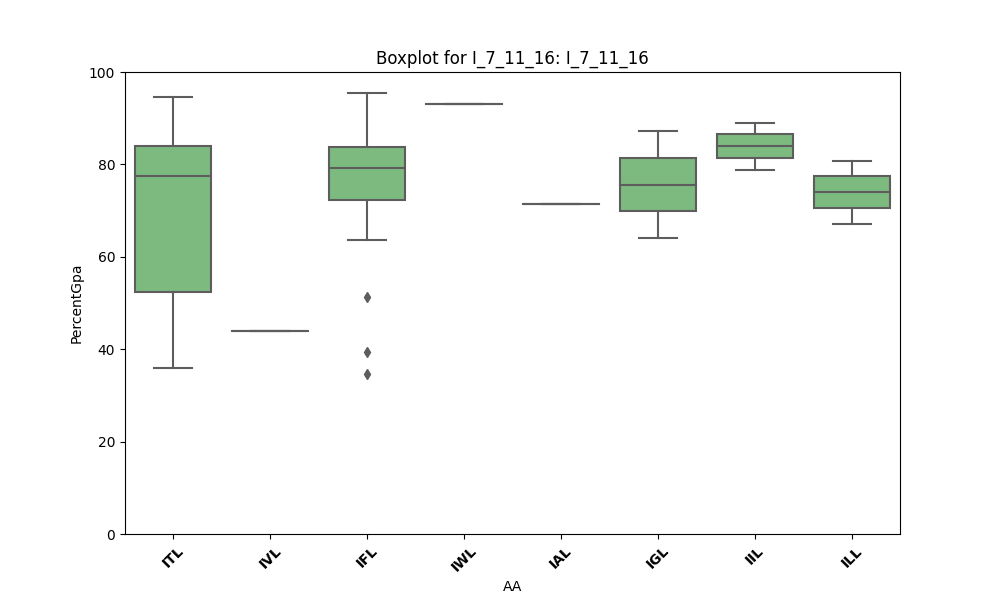 Boxplot for I_7_11_16: I_7_11_16
100
80
60
40
20
0
PercentGpa
ITL
IVL
IFL
IWL
IAL
IGL
IIL
ILL
AA